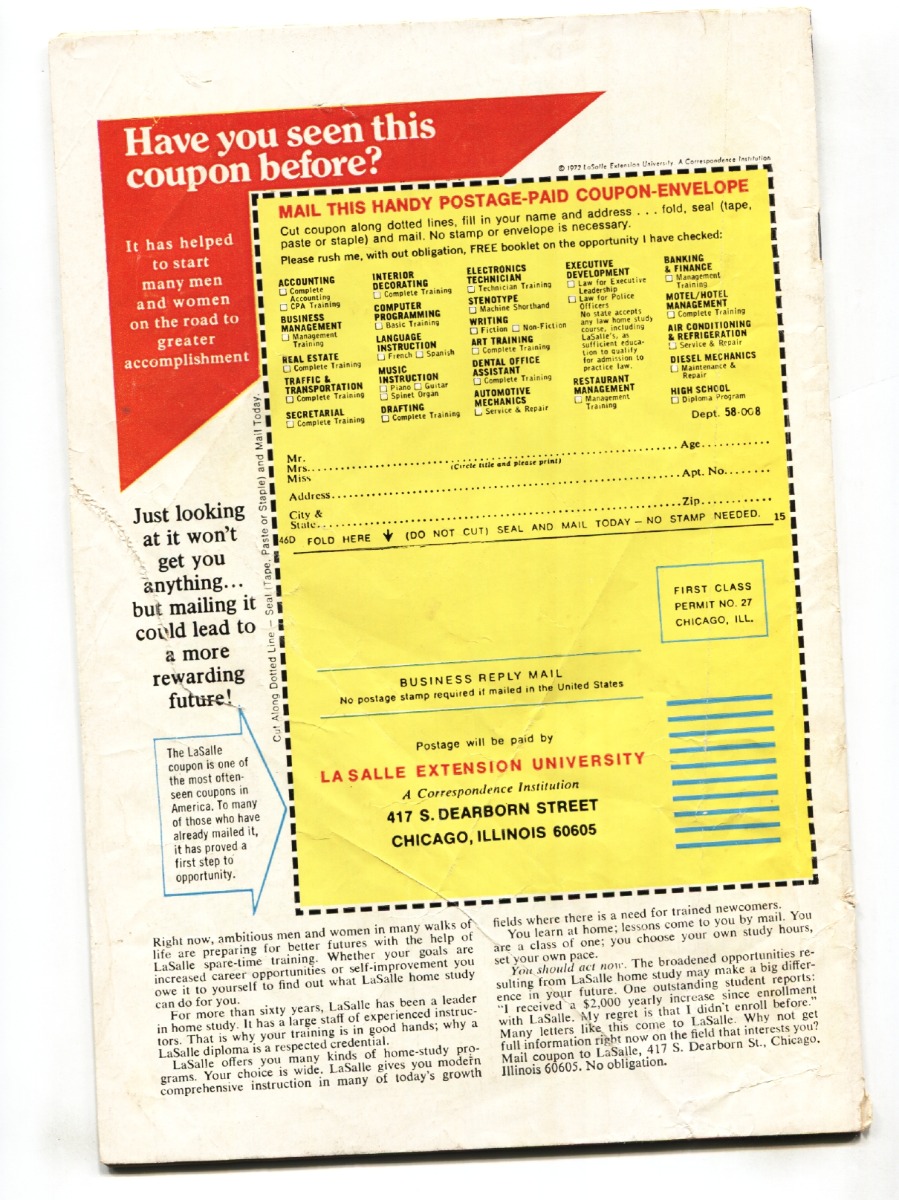 Have you seen this
coupon before?
© 1972 LaSalle Extension University A Correspondence Institution
It has helped
to start
many men
and women
on the road to
greater
accomplishment
MAIL THIS HANDY POSTAGE-PAID COUPON-ENVELOPE
Cut coupon along dotted lines, fill in your name and address . . . fold, seal (tape,
paste or staple) and mail. No stamp or envelope is necessary.
Please rush me, with out obligation, FREE booklet on the opportunity I have checked:
ACCOUNTING
Complete
Accounting
CPA Training
BUSINESS
MANAGEMENT
Management
Training
REAL ESTATE
Complete Training
TRAFFIC &
TRANSPORTATION
Complete Training
SECRETARIAL
Complete Training
INTERIOR
DECORATING
Complete Training
COMPUTER
PROGRAMMING
Basic Training
LANGUAGE
INSTRUCTION
French Spanish
MUSIC
INSTRUCTION
Piano Guitar
Spinet Organ
DRAFTING
Complete Training
ELECTRONICS
TECHNICIAN
Technician Training
STENOTYPE
Machine Shorthand
WRITING
Fiction Non-Fiction
ART TRAINING
Complete Training
DENTAL OFFICE
ASSISTANT
Complete Training
AUTOMOTIVE
MECHANICS
Service & Repair
EXECUTIVE
DEVELOPMENT
Law for Executive
Leadership
Law for Police
Officers
No state accepts
any law home study
course, including
LaSalle's, as
sufficient educa-
tion to qualify
for admission to
practice law.
RESTAURANT
MANAGEMENT
Management
Training
BANKING
& FINANCE
Management
Training
MOTEL/HOTEL
MANAGEMENT
Complete Training
AIR CONDITIONING
& REFRIGERATION
Service & Repair
DIESEL MECHANICS
Maintenance &
Repair
HIGH SCHOOL
Diploma Program
Dept. 58-008
Mr.
Mrs. (Circle title and please print) Age
Miss
Address Apt. No.
City &
State Zip
46D FOLD HERE (DO NOT CUT) SEAL AND MAIL TODAY — NO STAMP NEEDED. 15
Cut Along Dotted Line — Seal (Tape, Paste or Staple) and Mail Today.
Just looking
at it won't
get you
anything...
but mailing it
could lead to
a more
rewarding
future!
FIRST CLASS
PERMIT NO. 27
CHICAGO, ILL.
BUSINESS REPLY MAIL
No postage stamp required if mailed in the United States
Postage will be paid by
LA SALLE EXTENSION UNIVERSITY
A Correspondence Institution
417 S. DEARBORN STREET
CHICAGO, ILLINOIS 60605
The LaSalle
coupon is one of
the most often-
seen coupons in
America. To many
of those who have
already mailed it,
it has proved a
first step to
opportunity.
Right now, ambitious men and women in many walks of
life are preparing for better futures with the help of
LaSalle spare-time training. Whether your goals are
increased career opportunities or self-improvement you
owe it to yourself to find out what LaSalle home study
can do for you.
For more than sixty years, LaSalle has been a leader
in home study. It has a large staff of experienced instruc-
tors. That is why your training is in good hands; why a
LaSalle diploma is a respected credential.
LaSalle offers you many kinds of home-study pro-
grams. Your choice is wide. LaSalle gives you modern
comprehensive instruction in many of today's growth
fields where there is a need for trained newcomers.
You learn at home; lessons come to you by mail. You
are a class of one; you choose your own study hours,
set your own pace.
You should act now. The broadened opportunities re-
sulting from LaSalle home study may make a big differ-
ence in your future. One outstanding student reports:
"I received a $2,000 yearly increase since enrollment
with LaSalle. My regret is that I didn't enroll before."
Many letters like this come to LaSalle. Why not get
full information right now on the field that interests you?
Mail coupon to LaSalle, 417 S. Dearborn St., Chicago,
Illinois 60605. No obligation.